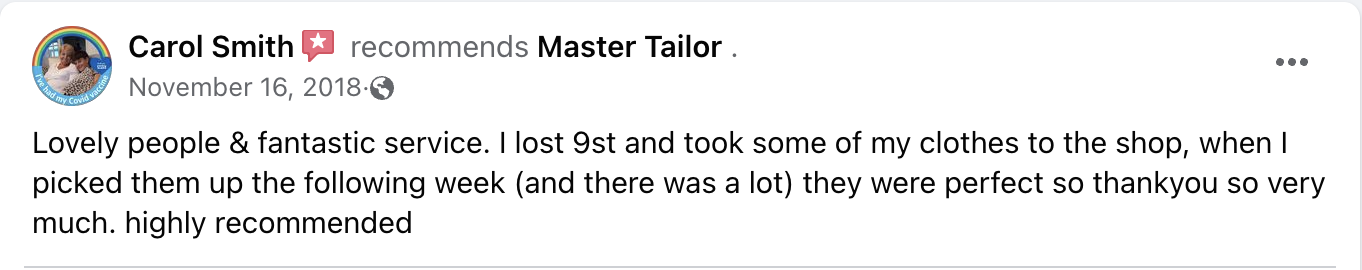 Carol Smith recommends Master Tailor .
November 16, 2018·
Lovely people & fantastic service. I lost 9st and took some of my clothes to the shop, when I
picked them up the following week (and there was a lot) they were perfect so thankyou so very
much. highly recommended
I've had my Covid vaccine